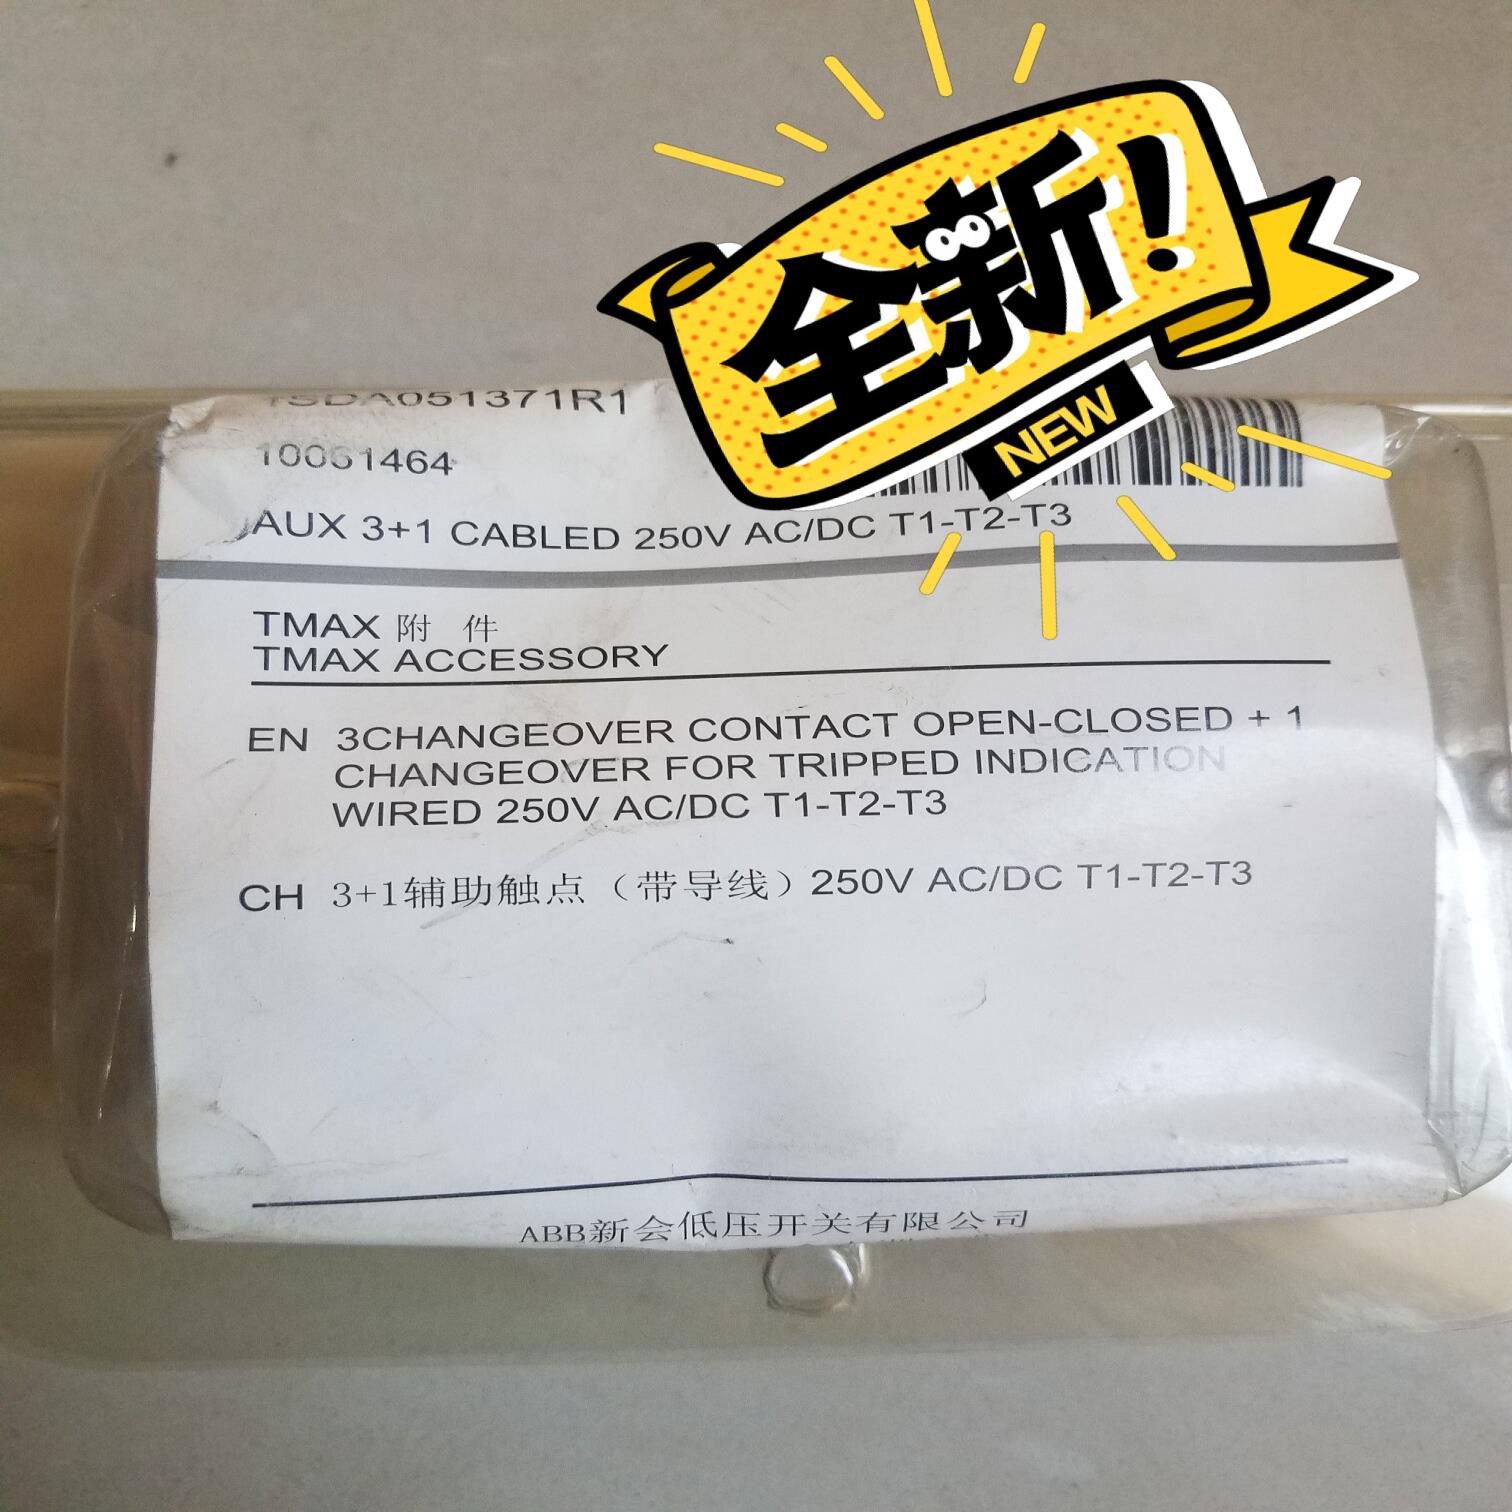 全新!
NEW
1SDA051371R1
10061464
AUX 3+1 CABLED 250V AC/DC T1-T2-T3
TMAX 附 件
TMAX ACCESSORY
EN 3CHANGEOVER CONTACT OPEN-CLOSED + 1
CHANGEOVER FOR TRIPPED INDICATION
WIRED 250V AC/DC T1-T2-T3
CH 3+1辅助触点（带导线）250V AC/DC T1-T2-T3
ABB新会低压开关有限公司